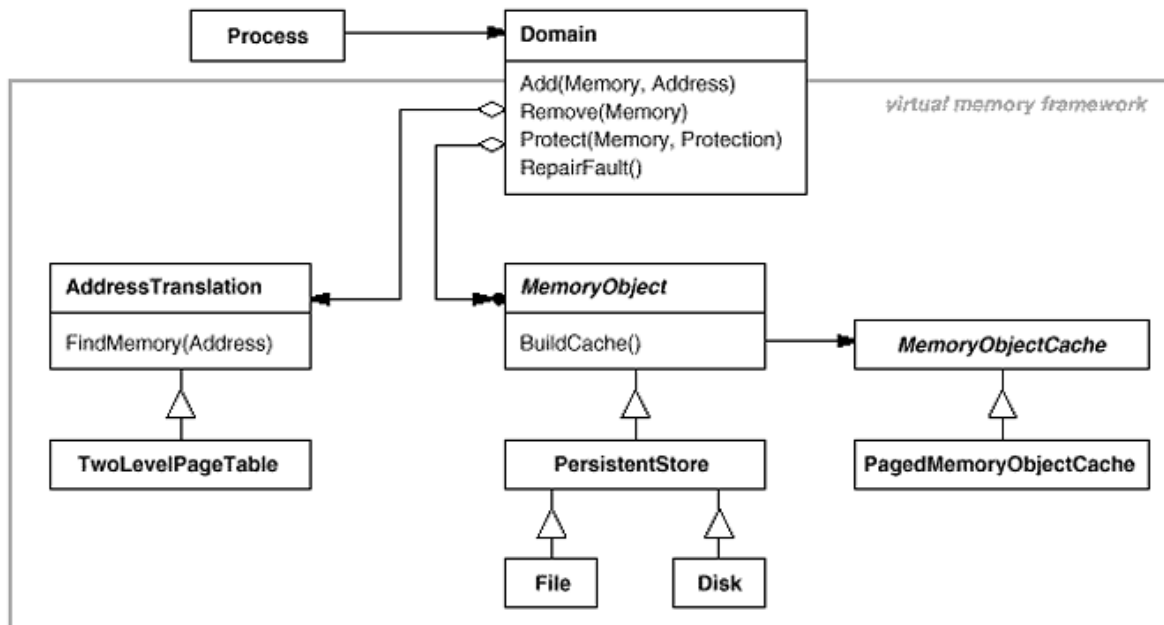 Process
Domain
Add(Memory, Address)
Remove(Memory)
Protect(Memory, Protection)
RepairFault()
virtual memory framework
AddressTranslation
FindMemory(Address)
MemoryObject
BuildCache()
MemoryObjectCache
TwoLevelPageTable
PersistentStore
PagedMemoryObjectCache
File
Disk